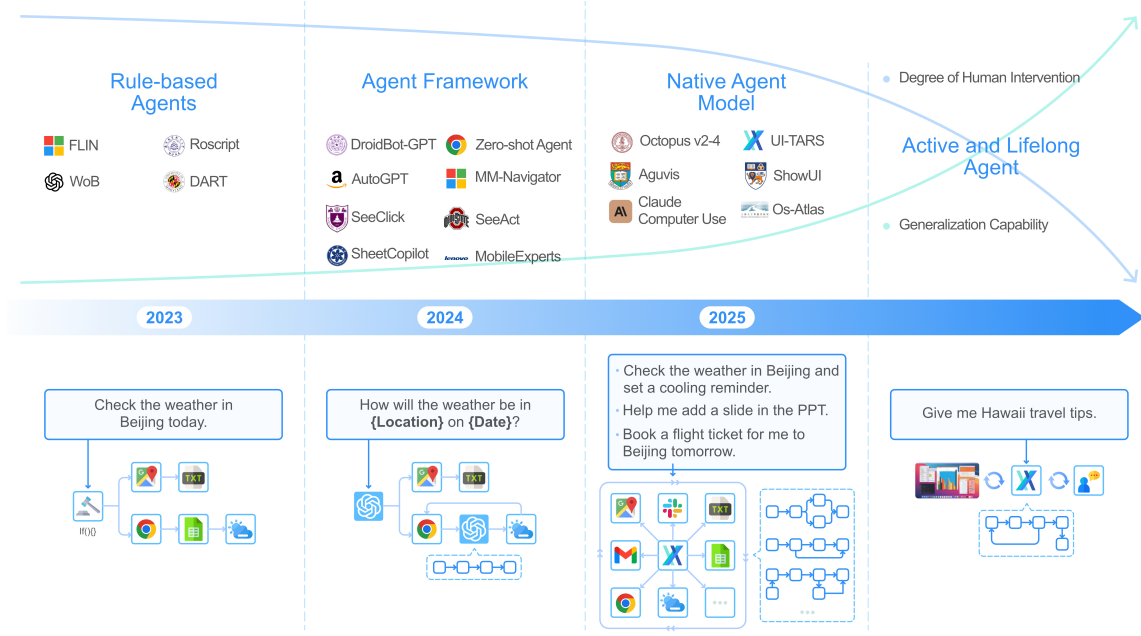 Rule-based
Agents
FLIN
Roscript
WoB
DART
Agent Framework
DroidBot-GPT
Zero-shot Agent
AutoGPT
MM-Navigator
SeeClick
SeeAct
SheetCopilot
lenovo
MobileExperts
Native Agent
Model
Octopus v2-4
UI-TARS
Aguvis
ShowUI
Claude
Computer Use
Os-Atlas
Degree of Human Intervention
Active and Lifelong
Agent
Generalization Capability
2023
2024
2025
Check the weather in
Beijing today.
TXT
If(){}
How will the weather be in
{Location} on {Date}?
TXT
Check the weather in Beijing and
set a cooling reminder.
Help me add a slide in the PPT.
Book a flight ticket for me to
Beijing tomorrow.
TXT
Give me Hawaii travel tips.